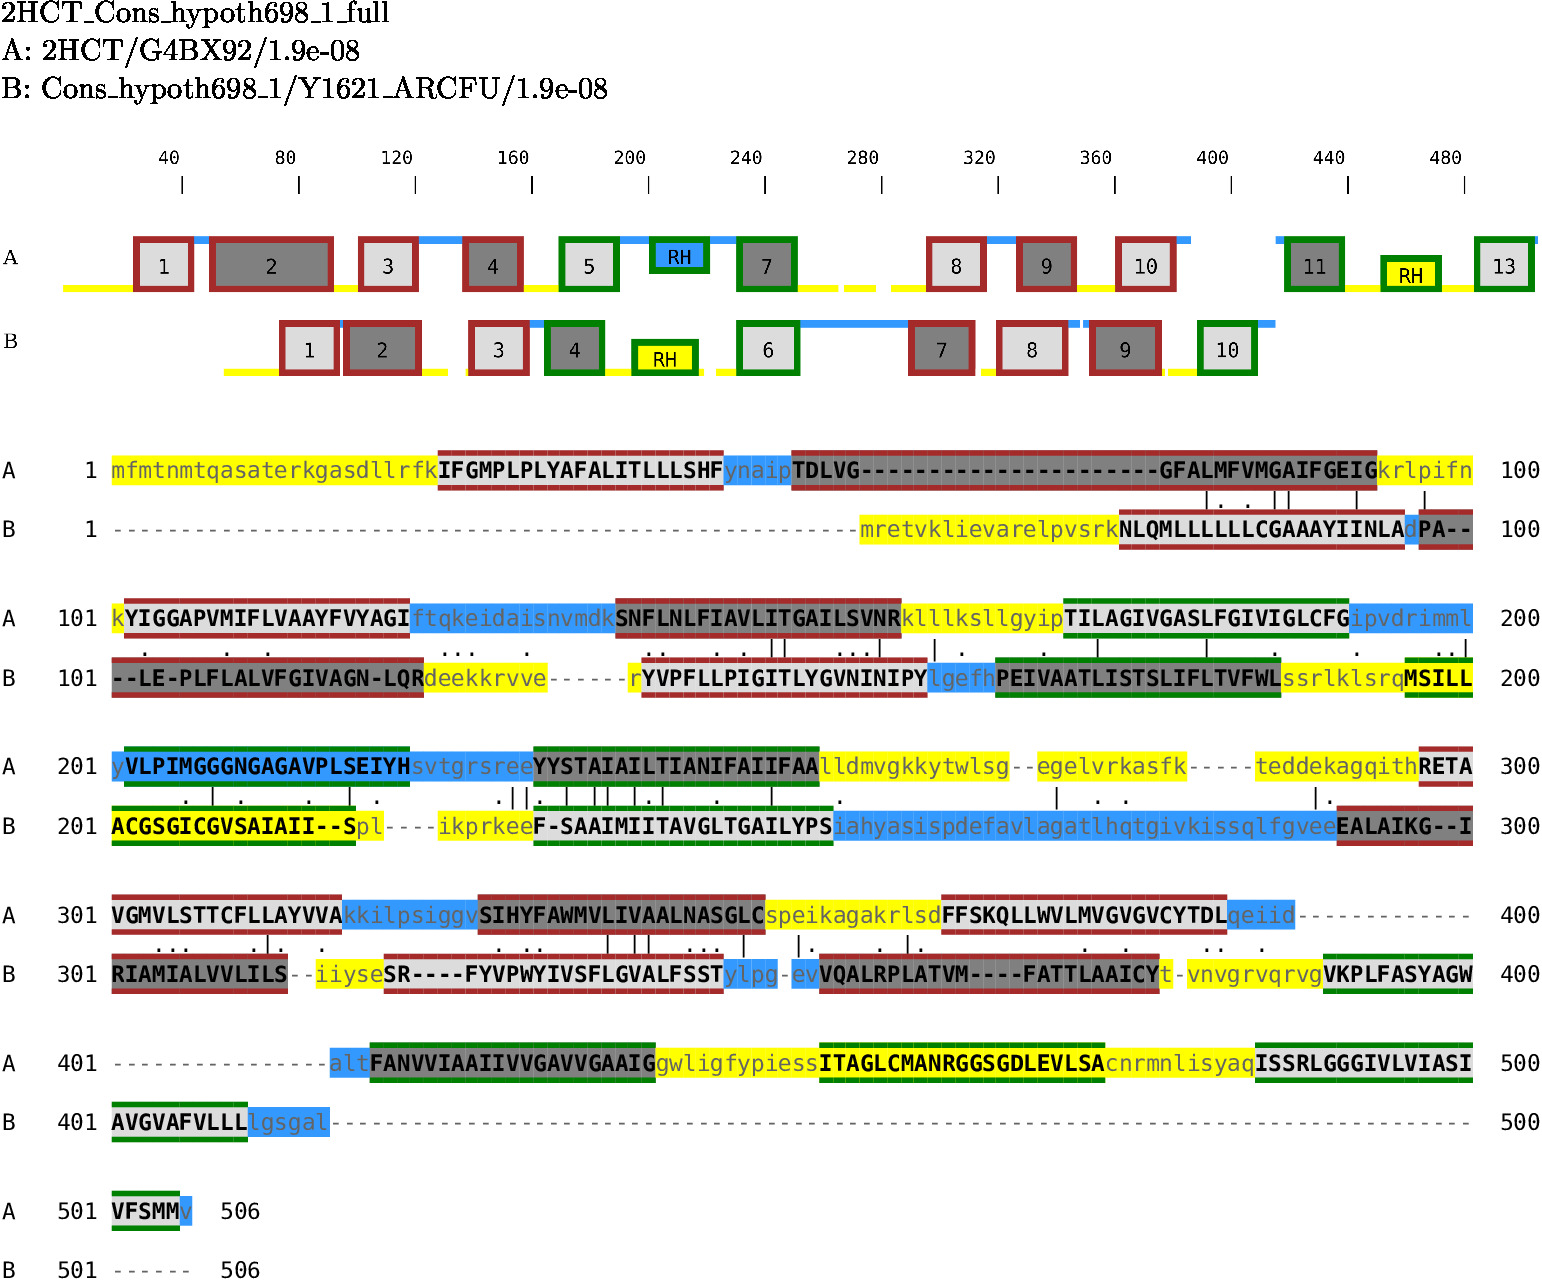 2HCT_Cons_hypoth698_1_full
A: 2HCT/G4BX92/1.9e-08
B: Cons_hypoth698_1/Y1621_ARCFU/1.9e-08
40 80 120 160 200 240 280 320 360 400 440 480
A 1 2 3 4 5 RH 7 8 9 10 11 RH 13
B 1 2 3 4 RH 6 7 8 9 10
A 1 mfmtnmtqasaterkgasdllrfkIFGMPLPLYAFALITLLLSHFynaipTDLVG----------------------GFALMFVMGAIFGEIGkrlpifn 100
B 1 -------------------------------------------------------mretvklievarelpvsrkNLQMLLLLLLCGAAAYIINLAdPA-- 100
A 101 kYIGGAPVMIFLVAAYFVYAGIftqkeidaisnvmdkSNFLNLFIAVLITGAILSVNRklllksllgyipTILAGIVGASLFGIVIGLCFGipvdrimml 200
B 101 --LE-PLFLALVFGIVAGN-LQRdeekkrvve------rYVPFLLPIGITLYGVNINIPYlgefhPEIVAATLISTSLIFLTVFWLssrlklsrqMSILL 200
A 201 yVLPIMGGGNGAGAVPLSEIYHsvtgrsreeYYSTAIAILTIANIFAIIFAAlldmvgkkytwlsg--egelvrkasfk-----teddekagqithRETA 300
B 201 ACGSGICGVSAIAII--Spl----ikprkeeF-SAAIMIITAVGLTGAILYPSiahyasispdefavlagatlhqtgivkissqlfgveeEALAIKG--I 300
A 301 VGMVLSTTCFLLAYVVAkkilpsiggvSIHYFAWMVLIVAALNASGLCspeikagakrlsdFFSKQLLWVLMVGVGVCYTDLqeiid------------- 400
B 301 RIAMIALVVLILS--iiyseSR----FYVPWYIVSFLGVALFSSTylpg-evVQALRPLATVM----FATTLAAICYt-vnvgrvqrvgVKPLFASYAGW 400
A 401 ----------------altFANVVIAAIIVVGAVVGAAIGgwligfypiessITAGLCMANRGGSGDLEVLSAcnrmnlisyaqISSRLGGGIVLVIASI 500
B 401 AVGVAFVLLLlgsgal------------------------------------------------------------------------------------ 500
A 501 VFSMMv 506
B 501 ------ 506